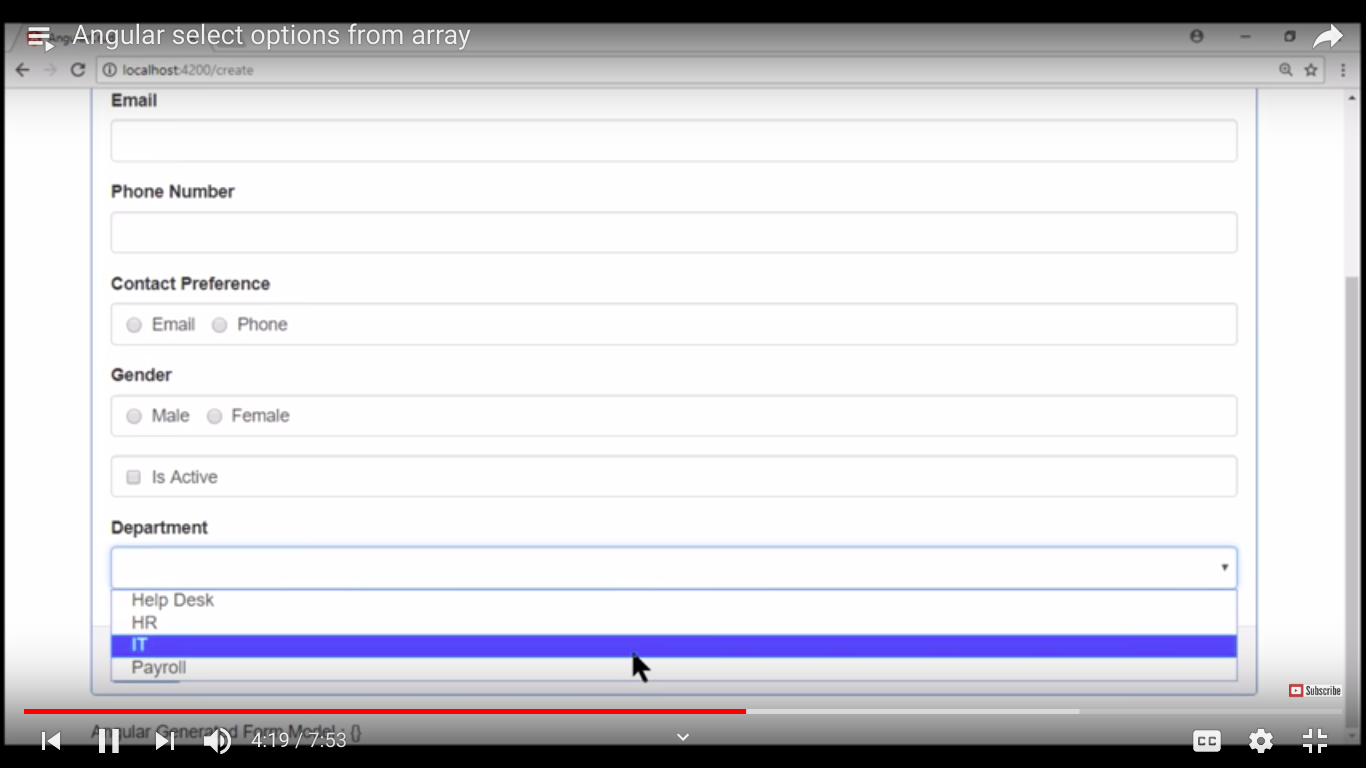 Angular select options from array
localhost:4200/create
Email
Phone Number
Contact Preference
Email Phone
Gender
Male Female
Is Active
Department
Help Desk
HR
IT
Payroll
Subscribe
Angular Generated Form Model : {}
4:19 / 7:53
CC